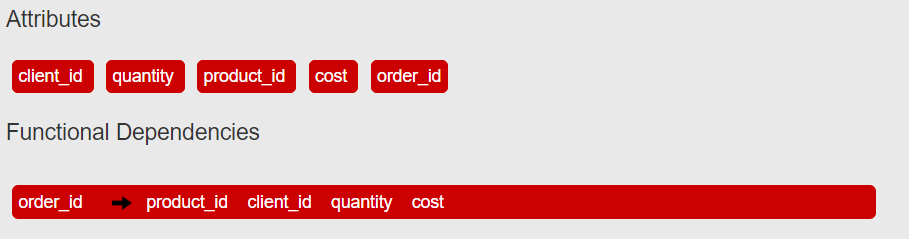 Attributes
client_id quantity product_id cost order_id
Functional Dependencies
order_id → product_id client_id quantity cost